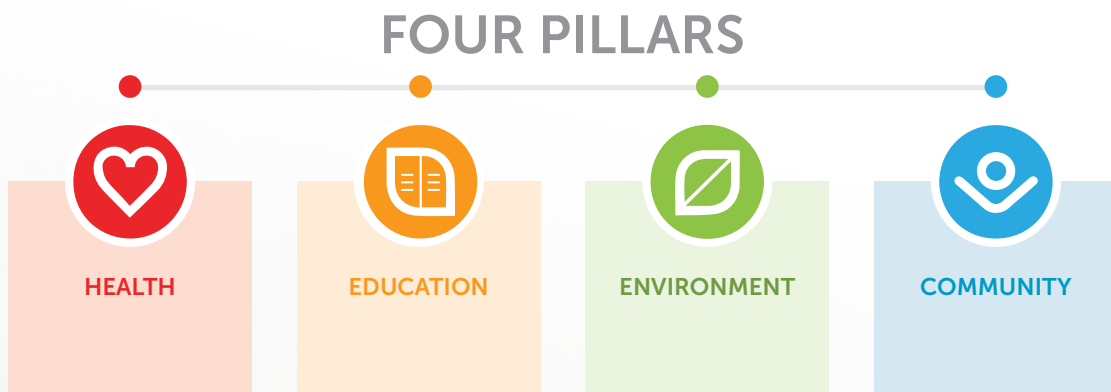 FOUR PILLARS
HEALTH
EDUCATION
ENVIRONMENT
COMMUNITY